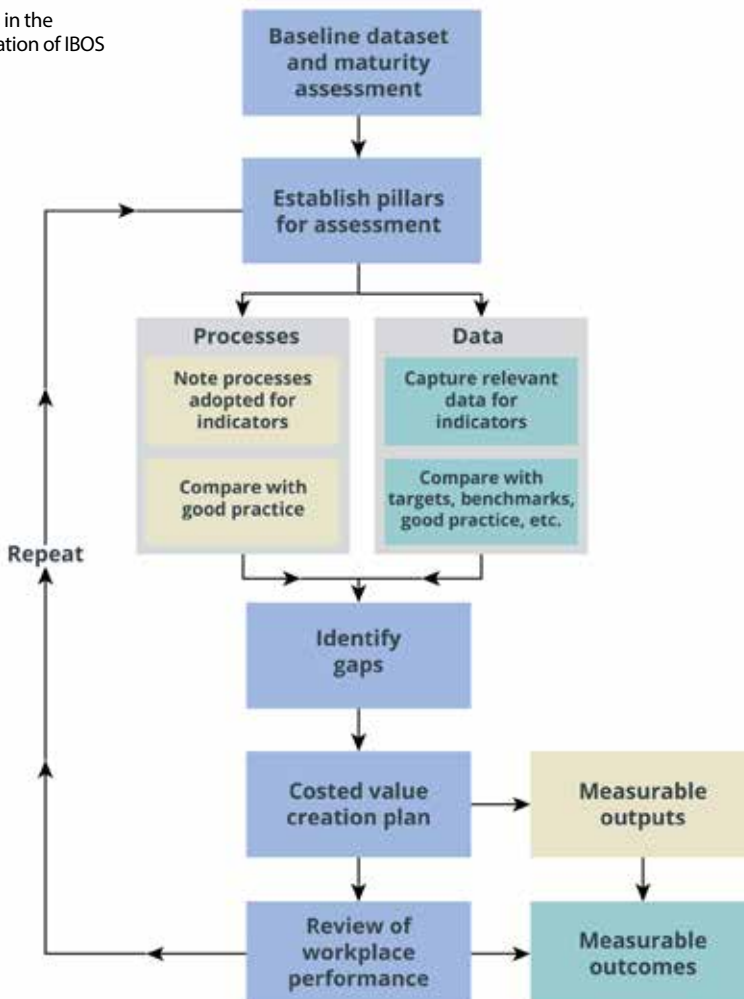 in the
ation of IBOS
Baseline dataset
and maturity
assessment
Establish pillars
for assessment
Processes
Note processes
adopted for
indicators
Compare with
good practice
Data
Capture relevant
data for
indicators
Compare with
targets, benchmarks,
good practice, etc.
Repeat
Identify
gaps
Costed value
creation plan
Measurable
outputs
Review of
workplace
performance
Measurable
outcomes